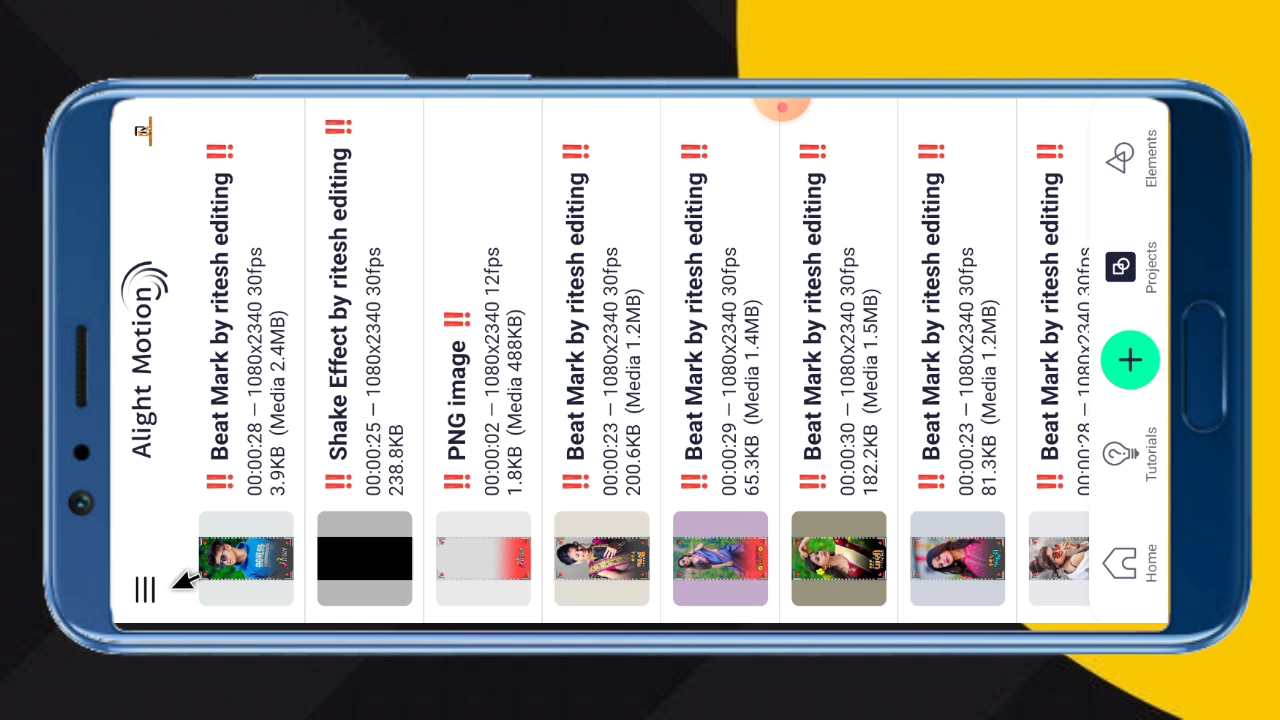 Alight Motion
‼ Beat Mark by ritesh editing ‼
00:00:28 — 1080x2340 30fps
3.9KB (Media 2.4MB)
‼ Shake Effect by ritesh editing ‼
00:00:25 — 1080x2340 30fps
238.8KB
‼ PNG image ‼
00:00:02 — 1080x2340 12fps
1.8KB (Media 488KB)
‼ Beat Mark by ritesh editing ‼
00:00:23 — 1080x2340 30fps
200.6KB (Media 1.2MB)
‼ Beat Mark by ritesh editing ‼
00:00:29 — 1080x2340 30fps
65.3KB (Media 1.4MB)
‼ Beat Mark by ritesh editing ‼
00:00:30 — 1080x2340 30fps
182.2KB (Media 1.5MB)
‼ Beat Mark by ritesh editing ‼
00:00:23 — 1080x2340 30fps
81.3KB (Media 1.2MB)
‼ Beat Mark by ritesh editing ‼
00:00:28 — 1080x2340 30fps
Home
Tutorials
Projects
Elements